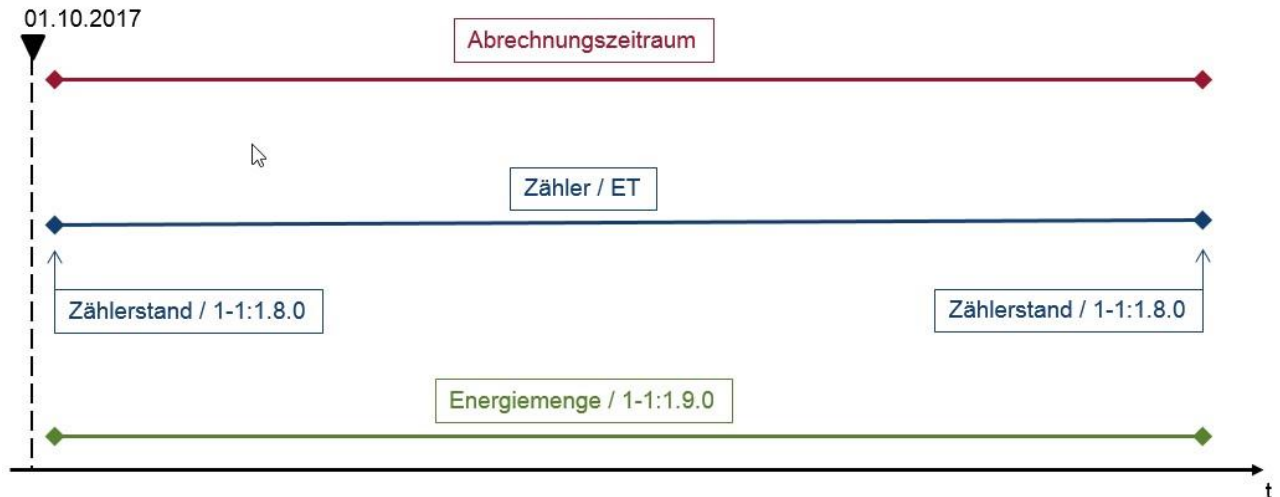 01.10.2017
Abrechnungszeitraum
Zähler / ET
Zählerstand / 1-1:1.8.0
Zählerstand / 1-1:1.8.0
Energiemenge / 1-1:1.9.0
t